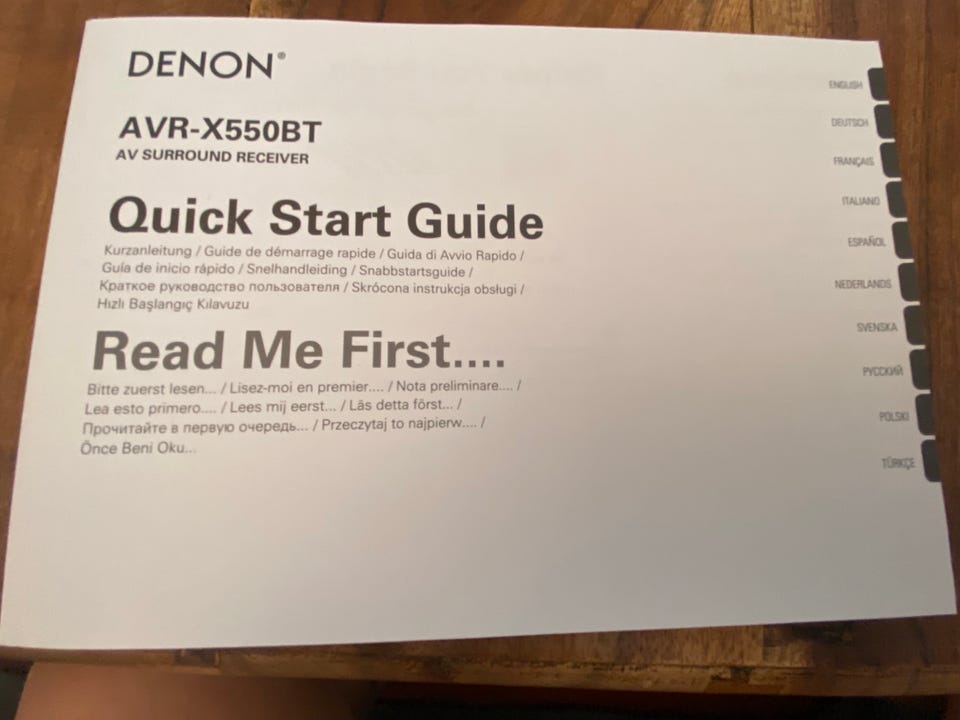 DENON®
AVR-X550BT
AV SURROUND RECEIVER
Quick Start Guide
Kurzanleitung / Guide de démarrage rapide / Guida di Avvio Rapido /
Guía de inicio rápido / Snelhandleiding / Snabbstartsguide /
Краткое руководство пользователя / Skrócona instrukcja obsługi /
Hızlı Başlangıç Kılavuzu
Read Me First....
Bitte zuerst lesen... / Lisez-moi en premier.... / Nota preliminare.... /
Lea esto primero.... / Lees mij eerst... / Läs detta först... /
Прочитайте в первую очередь... / Przeczytaj to najpierw.... /
Önce Beni Oku...
ENGLISH
DEUTSCH
FRANÇAIS
ITALIANO
ESPAÑOL
NEDERLANDS
SVENSKA
РУССКИЙ
POLSKI
TÜRKÇE